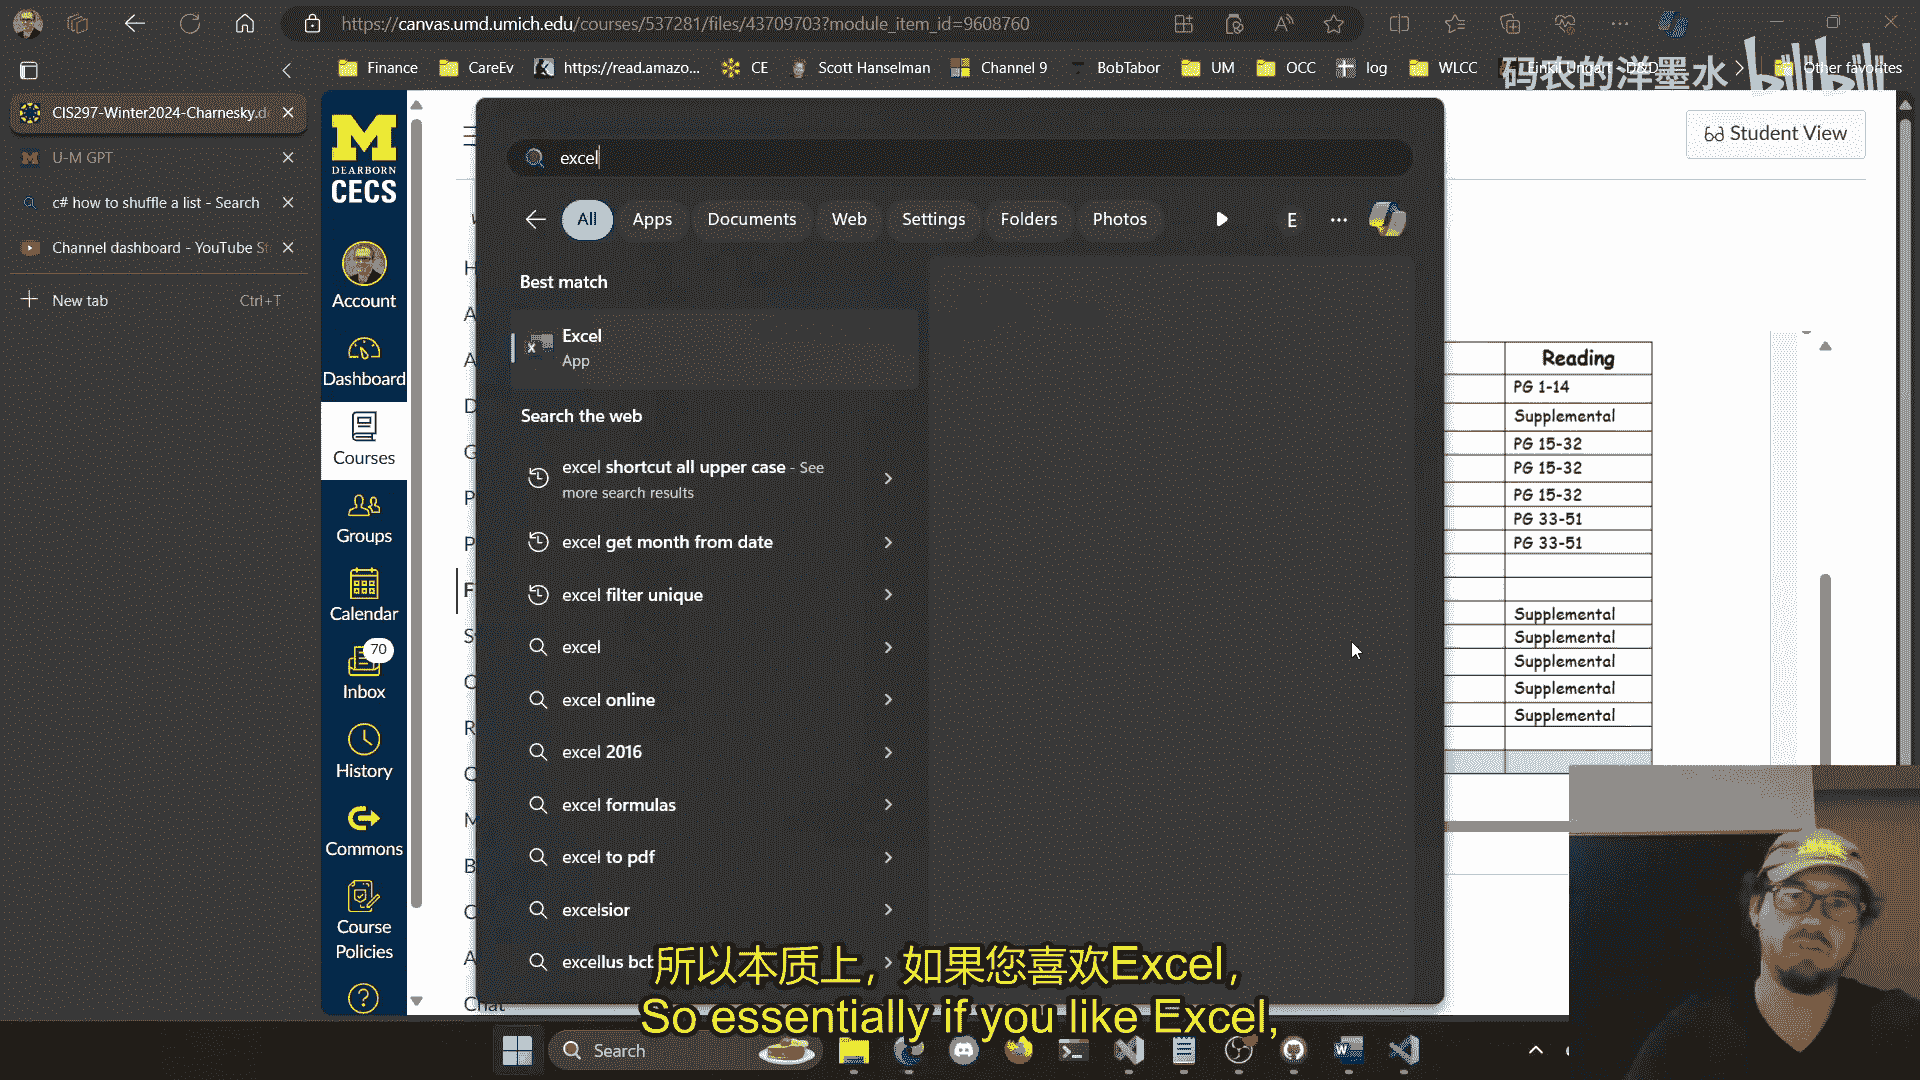 https://canvas.umd.umich.edu/courses/537281/files/43709703?module_item_id=9608760
Finance
CareEv
https://read.amazo...
CE
Scott Hanselman
Channel 9
BobTabor
UM
OCC
log
WLCC
Other favorites
码农的洋墨水
bilibili
CIS297-Winter2024-Charnesky.d
U-M GPT
c# how to shuffle a list - Search
Channel dashboard - YouTube St
New tab
Ctrl+T
M
DEARBORN
CECS
Account
Dashboard
Courses
Groups
Calendar
70
Inbox
History
Commons
Course
Policies
Student View
excel
All
Apps
Documents
Web
Settings
Folders
Photos
E
Best match
Excel
App
Search the web
excel shortcut all upper case - See
more search results
excel get month from date
excel filter unique
excel
excel online
excel 2016
excel formulas
excel to pdf
excelsior
excellus bcb
Chat
Reading
PG 1-14
Supplemental
PG 15-32
PG 15-32
PG 15-32
PG 33-51
PG 33-51
Supplemental
Supplemental
Supplemental
Supplemental
Supplemental
所以本质上，如果您喜欢Excel，
So essentially if you like Excel,
Search